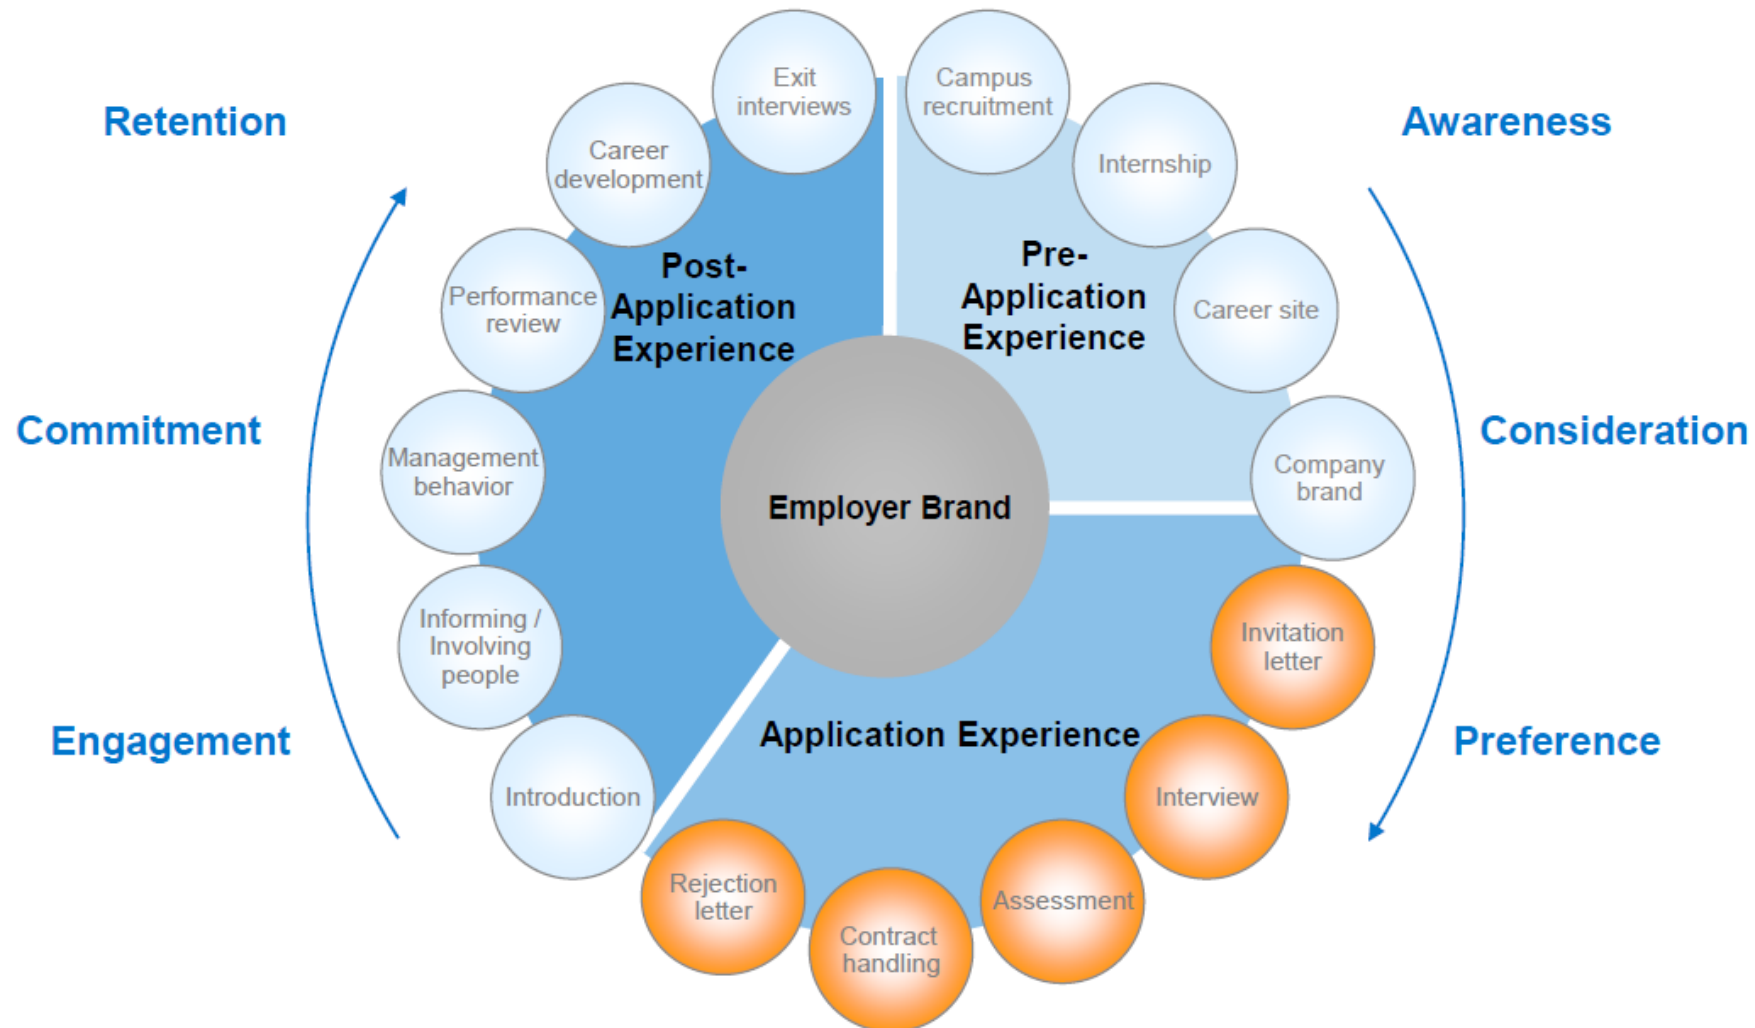 Retention
Commitment
Engagement
Exit
interviews
Career
development
Performance
review
Management
behavior
Informing /
Involving
people
Introduction
Post-
Application
Experience
Employer Brand
Pre-
Application
Experience
Application Experience
Campus
recruitment
Internship
Career site
Company
brand
Invitation
letter
Interview
Assessment
Contract
handling
Rejection
letter
Awareness
Consideration
Preference